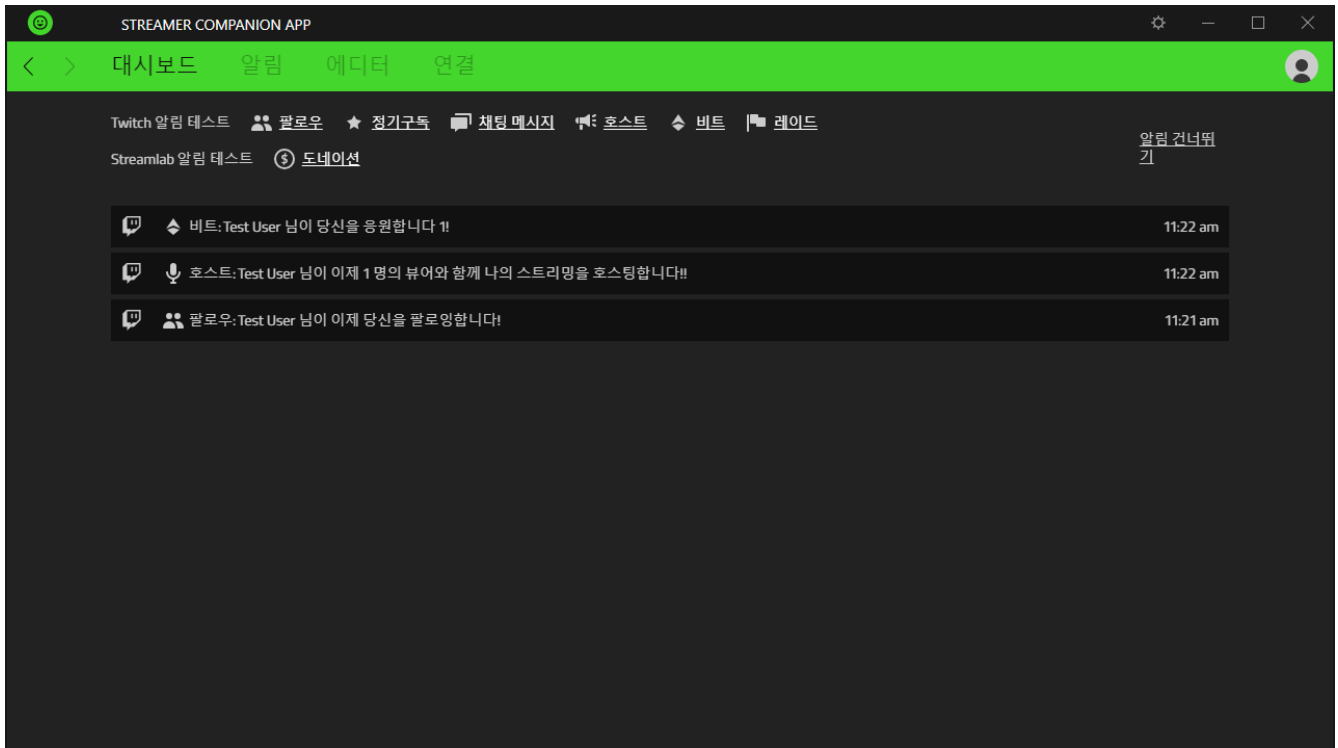 STREAMER COMPANION APP
대시보드 알림 에디터 연결
Twitch 알림 테스트 팔로우 정기구독 채팅 메시지 호스트 비트 레이드
Streamlab 알림 테스트 도네이션
알림 건너뛰
기
비트: Test User 님이 당신을 응원합니다 1! 11:22 am
호스트: Test User 님이 이제 1 명의 뷰어와 함께 나의 스트리밍을 호스팅합니다!! 11:22 am
팔로우: Test User 님이 이제 당신을 팔로잉합니다! 11:21 am